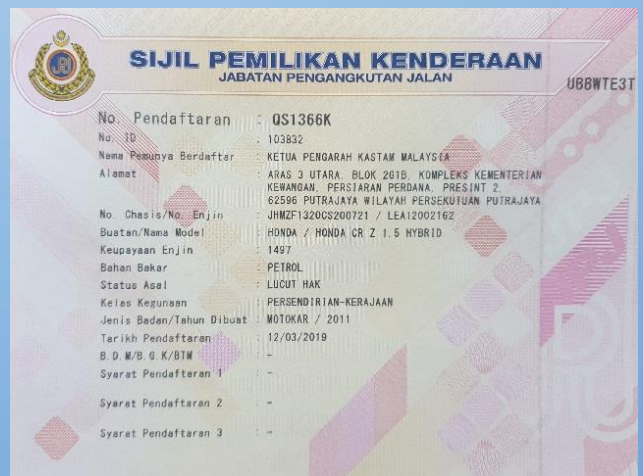 SIJIL PEMILIKAN KENDERAAN
JABATAN PENGANGKUTAN JALAN
UBBWTE3T
No. Pendaftaran : QS1366K
No. ID : 103832
Nama Pemunya Berdaftar : KETUA PENGARAH KASTAM MALAYSIA
Alamat : ARAS 3 UTARA, BLOK 2G1B, KOMPLEKS KEMENTERIAN
KEWANGAN, PERSIARAN PERDANA, PRESINT 2,
62596 PUTRAJAYA WILAYAH PERSEKUTUAN PUTRAJAYA
No. Chasis/No. Enjin : JHMZF1320CS200721 / LEA12002162
Buatan/Nama Model : HONDA / HONDA CR Z 1.5 HYBRID
Keupayaan Enjin : 1497
Bahan Bakar : PETROL
Status Asal : LUCUT HAK
Kelas Kegunaan : PERSENDIRIAN-KERAJAAN
Jenis Badan/Tahun Dibuat : MOTOKAR / 2011
Tarikh Pendaftaran : 12/03/2019
B.D.M/B.G.K/BTM : -
Syarat Pendaftaran 1 : -
Syarat Pendaftaran 2 : -
Syarat Pendaftaran 3 : -